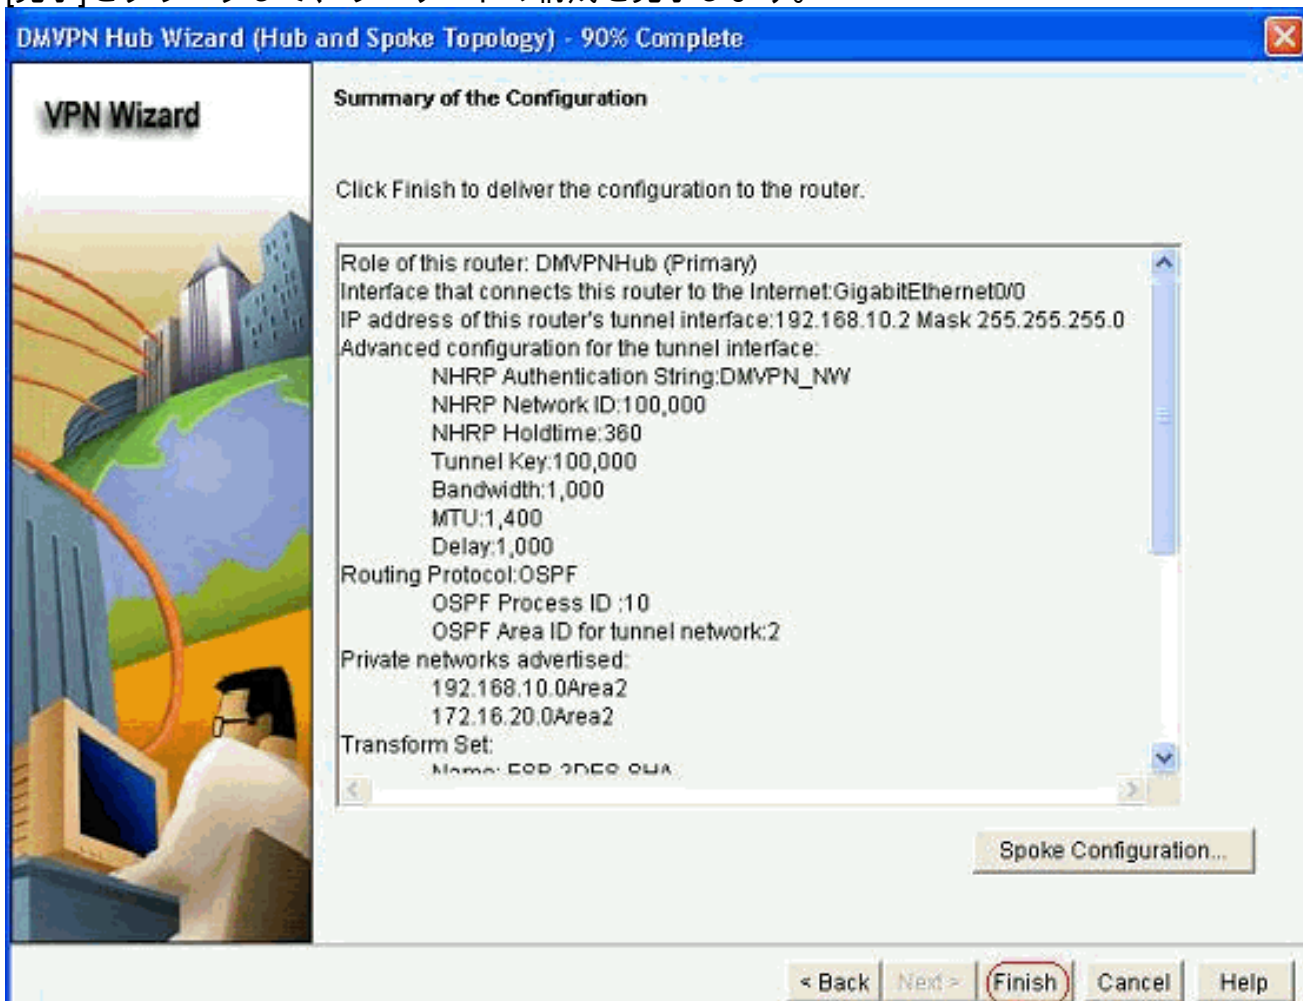 DMVPN Hub Wizard (Hub and Spoke Topology) - 90% Complete
VPN Wizard
Summary of the Configuration
Click Finish to deliver the configuration to the router.
Role of this router: DMVPNHub (Primary)
Interface that connects this router to the Internet:GigabitEthernet0/0
IP address of this router's tunnel interface:192.168.10.2 Mask 255.255.255.0
Advanced configuration for the tunnel interface:
NHRP Authentication String:DMVPN_NW
NHRP Network ID:100,000
NHRP Holdtime:360
Tunnel Key:100,000
Bandwidth:1,000
MTU:1,400
Delay:1,000
Routing Protocol:OSPF
OSPF Process ID :10
OSPF Area ID for tunnel network:2
Private networks advertised:
192.168.10.0Area2
172.16.20.0Area2
Transform Set:
Name: ESP-3DES-SHA
Spoke Configuration...
< Back Next > Finish Cancel Help